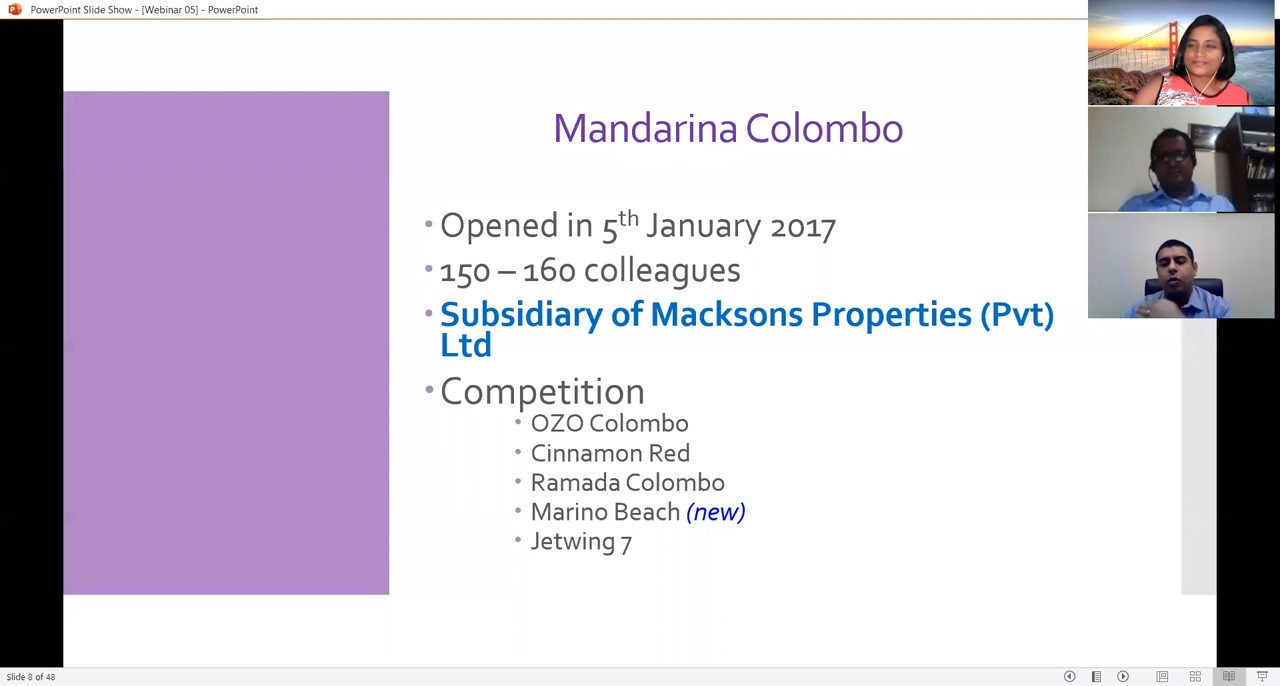 PowerPoint Slide Show - [Webinar 05] - PowerPoint
Mandarina Colombo
• Opened in 5th January 2017
• 150 – 160 colleagues
• Subsidiary of Macksons Properties (Pvt)
Ltd
• Competition
• OZO Colombo
• Cinnamon Red
• Ramada Colombo
• Marino Beach (new)
• Jetwing 7
Slide 8 of 48